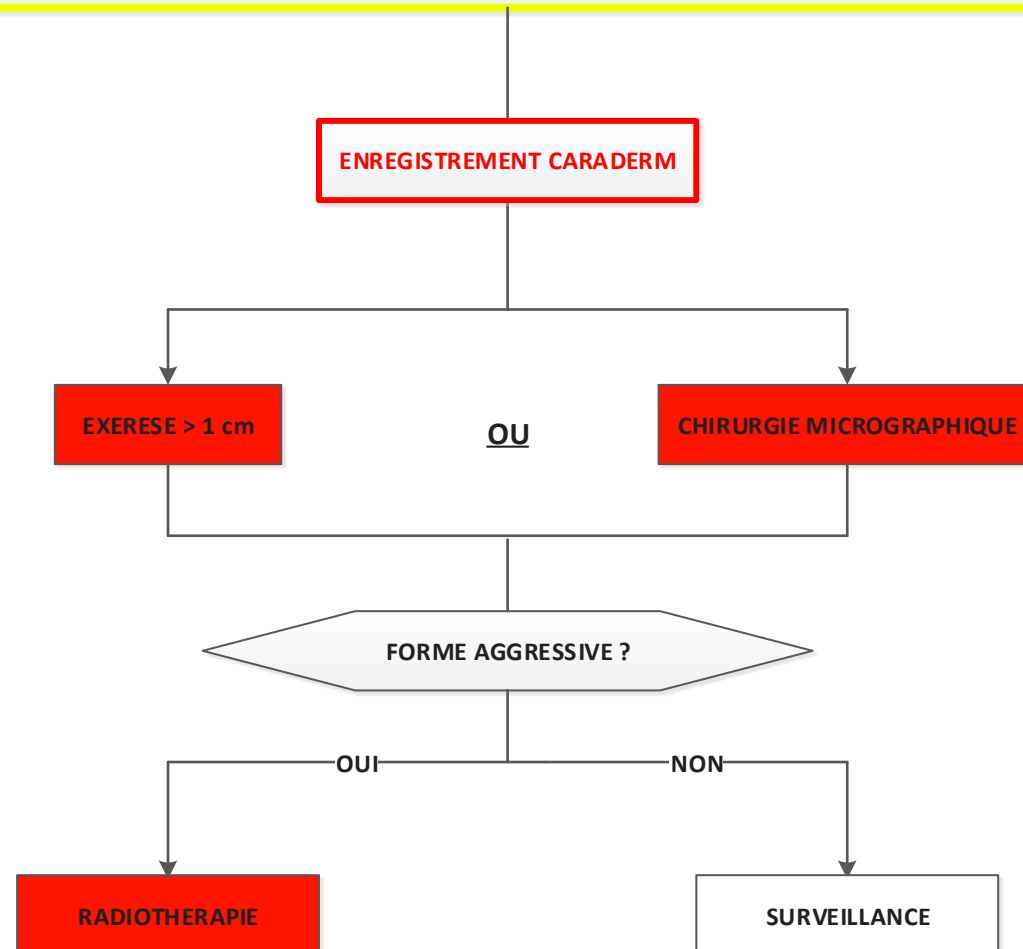 ENREGISTREMENT CARADERM
EXERESE > 1 cm
OU
CHIRURGIE MICROGRAPHIQUE
FORME AGGRESSIVE ?
OUI
NON
RADIOTHERAPIE
SURVEILLANCE